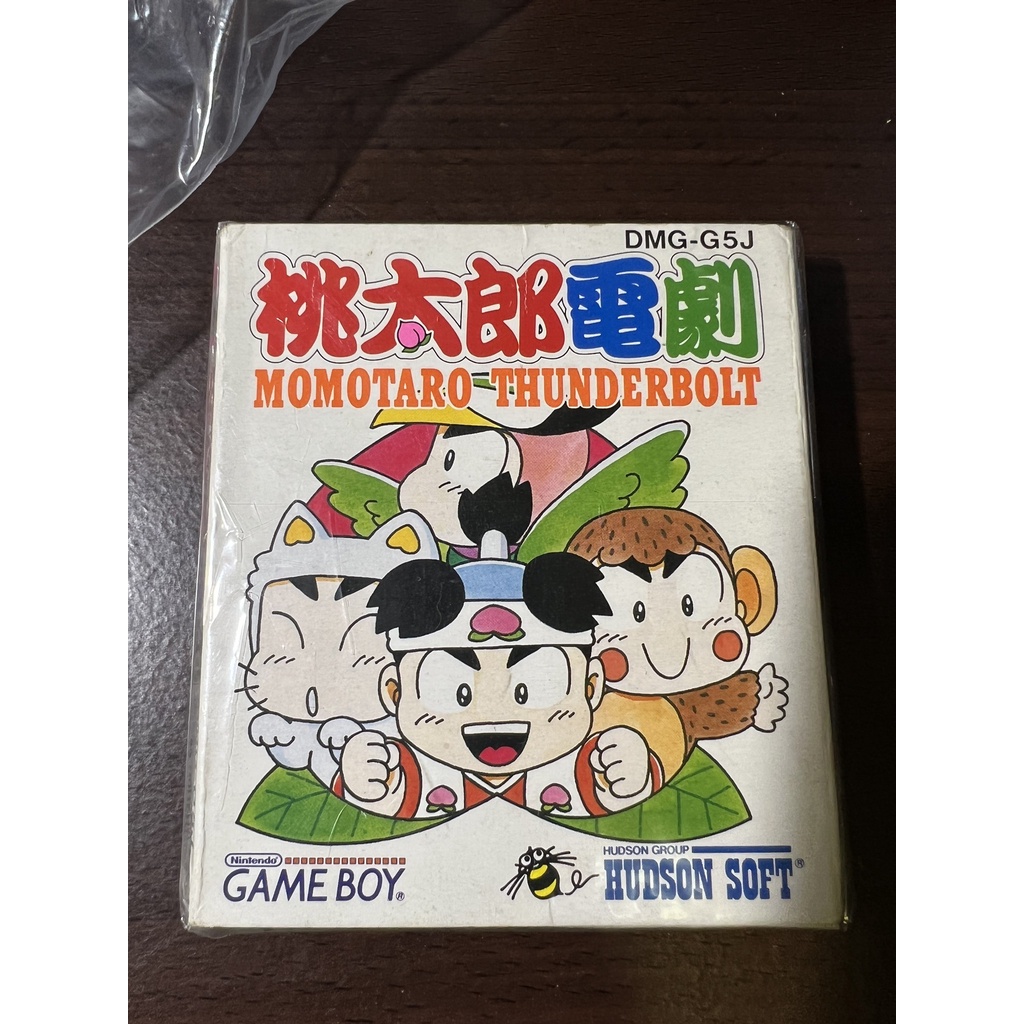 DMG-G5J
桃太郎電劇
MOMOTARO THUNDERBOLT
Nintendo
GAME BOY®
HUDSON GROUP
HUDSON SOFT®